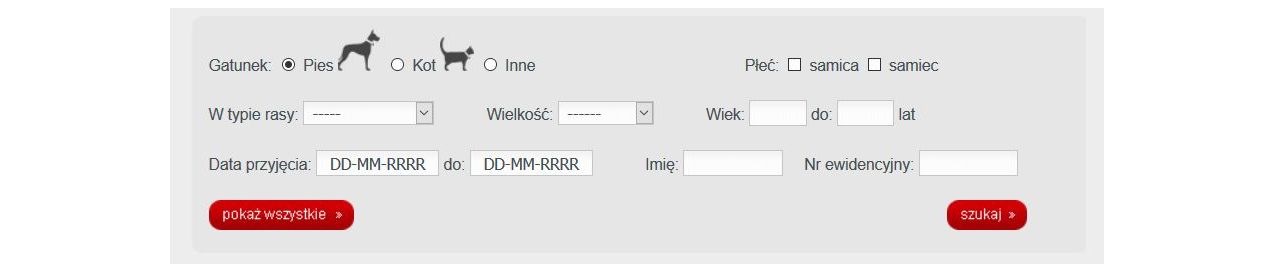 Gatunek: Pies Kot Inne Płeć: samica samiec
W typie rasy: ----- Wielkość: ------ Wiek: do: lat
Data przyjęcia: DD-MM-RRRR do: DD-MM-RRRR Imię: Nr ewidencyjny:
pokaż wszystkie » szukaj »